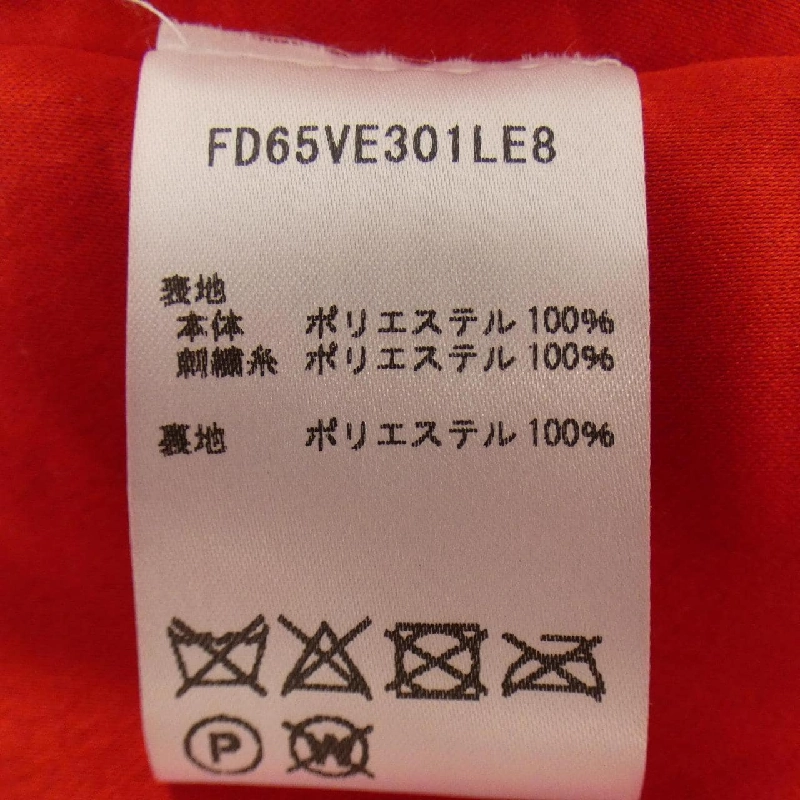 FD65VE301LE8
表地
本体 ポリエステル 100%
刺繍糸 ポリエステル 100%
裏地 ポリエステル 100%
P W